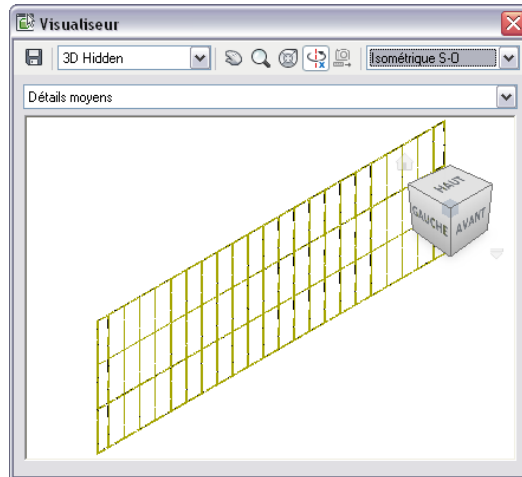 Visualiseur
3D Hidden
Isométrique S-O
Détails moyens
HAUT
GAUCHE
AVANT